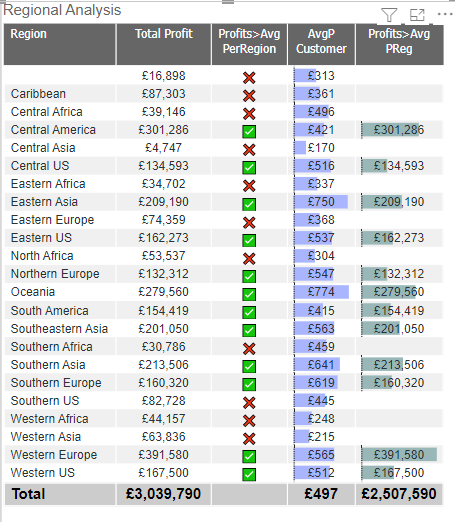 Regional Analysis
Region Total Profit Profits>Avg PerRegion AvgP Customer Profits>Avg PReg
£16,898 £313
Caribbean £87,303 £361
Central Africa £39,146 £496
Central America £301,286 £421 £301,286
Central Asia £4,747 £170
Central US £134,593 £516 £134,593
Eastern Africa £34,702 £337
Eastern Asia £209,190 £750 £209,190
Eastern Europe £74,359 £368
Eastern US £162,273 £537 £162,273
North Africa £53,537 £304
Northern Europe £132,312 £547 £132,312
Oceania £279,560 £774 £279,560
South America £154,419 £415 £154,419
Southeastern Asia £201,050 £563 £201,050
Southern Africa £30,786 £459
Southern Asia £213,506 £641 £213,506
Southern Europe £160,320 £619 £160,320
Southern US £82,728 £445
Western Africa £44,157 £248
Western Asia £63,836 £215
Western Europe £391,580 £565 £391,580
Western US £167,500 £512 £167,500
Total £3,039,790 £497 £2,507,590